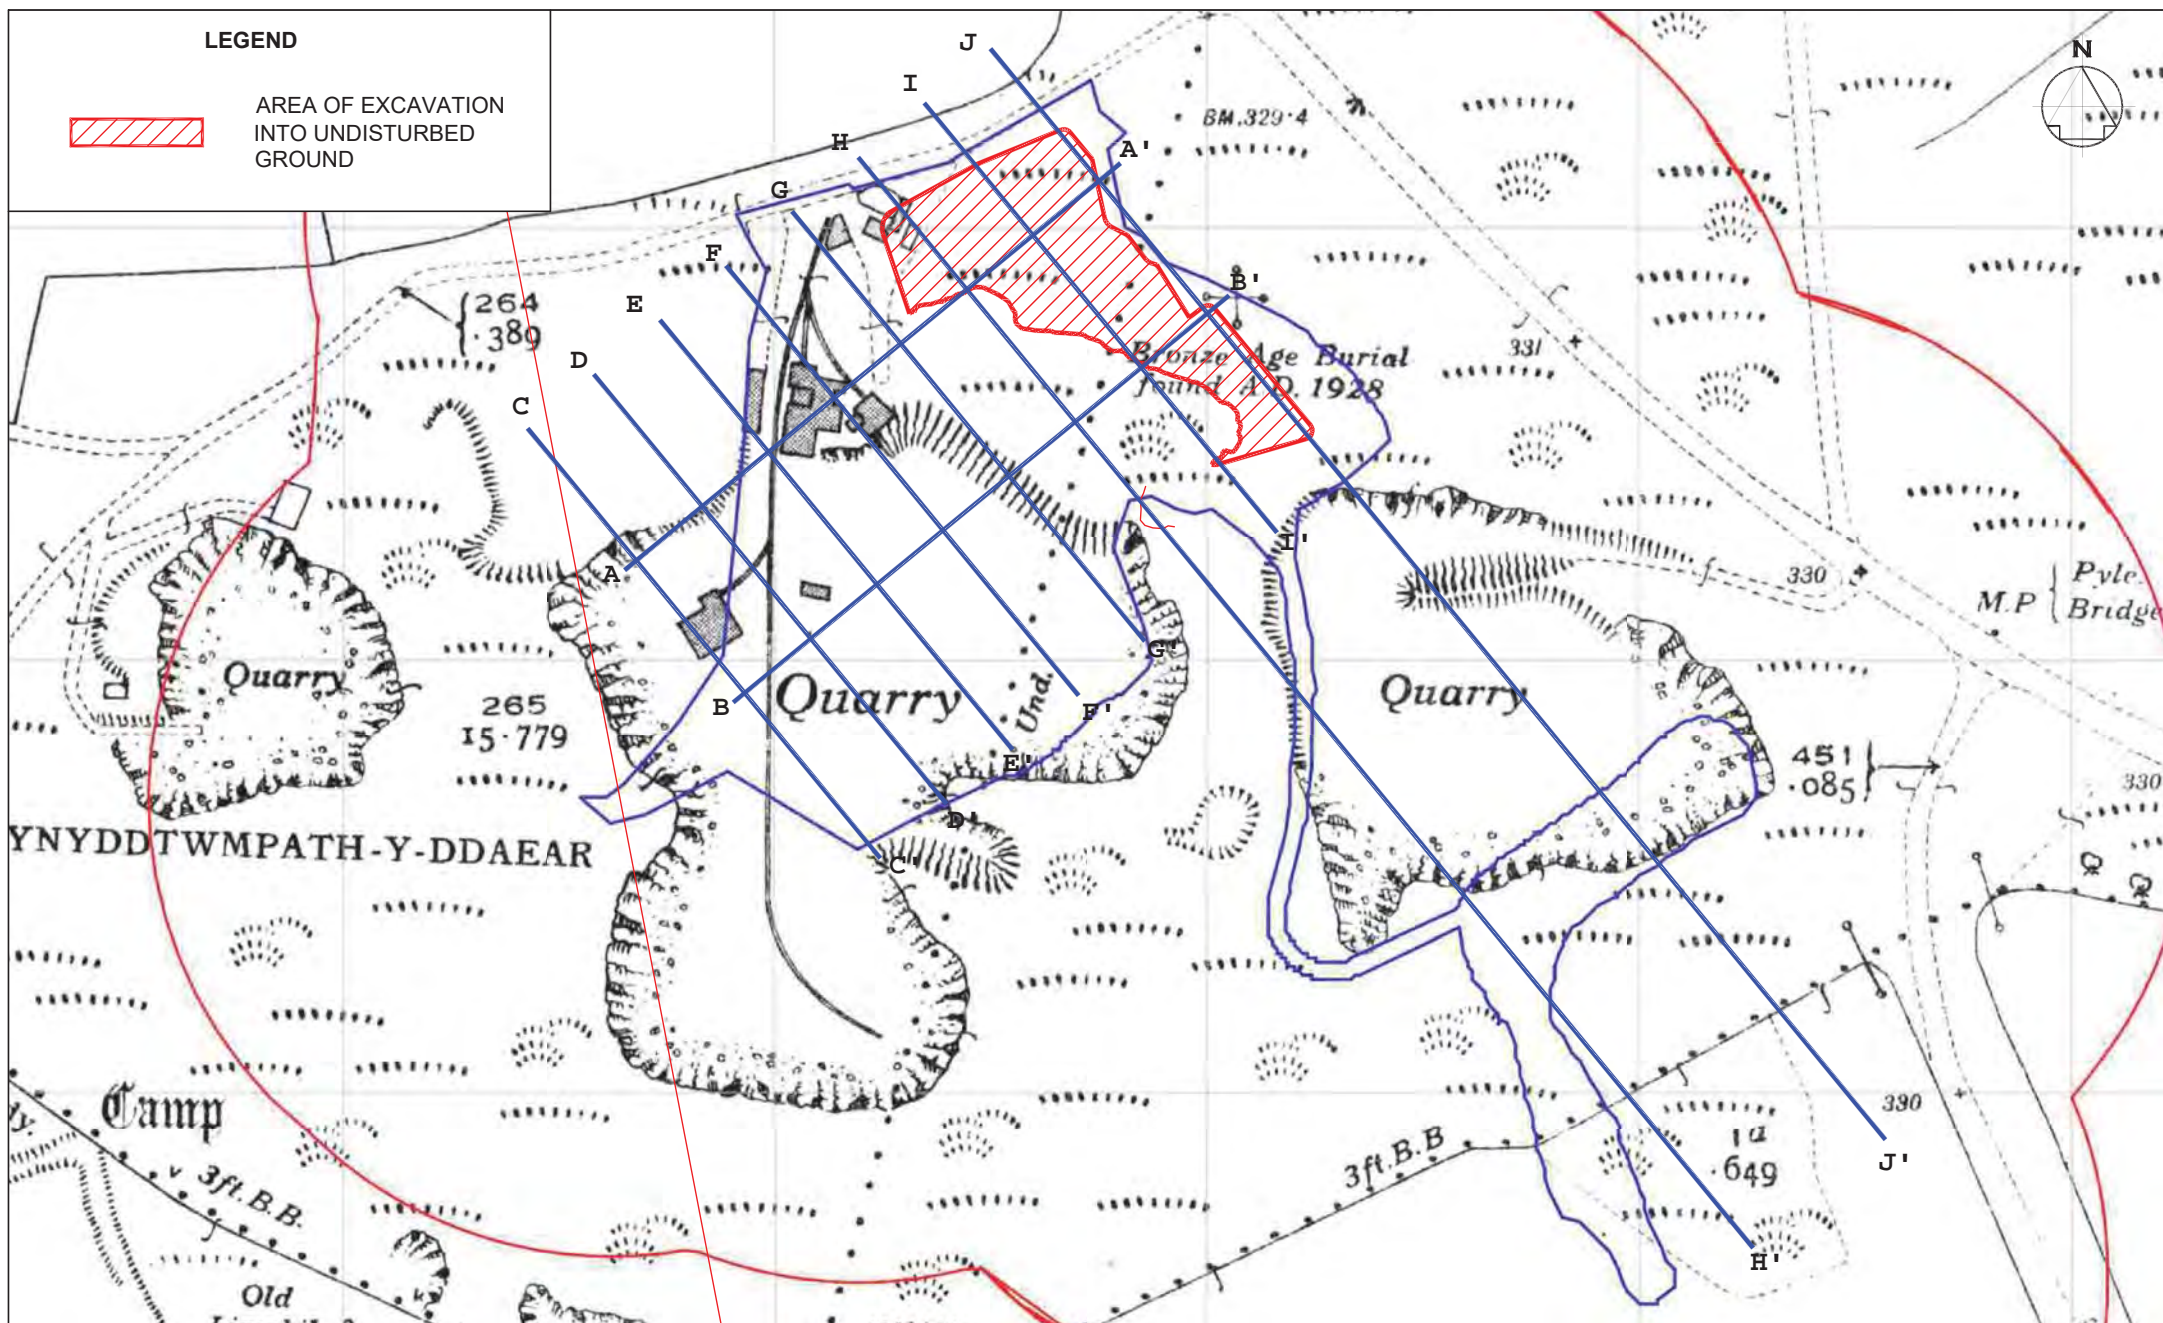 LEGEND
AREA OF EXCAVATION
INTO UNDISTURBED
GROUND
N
J
I
H
G
F
E
D
C
A'
B'
BM.329·4
264
·389
Bronze Age Burial
found A.D. 1928
331
A
I'
330
M.P
Pyle
Bridge
Quarry
265
15·779
B
Quarry
Und.
G'
F'
E'
D'
C'
Quarry
451
·085
330
YNYDDTWMPATH-Y-DDAEAR
Camp
3ft.B.B.
3ft.B.B
330
1a
·649
J'
H'
Old